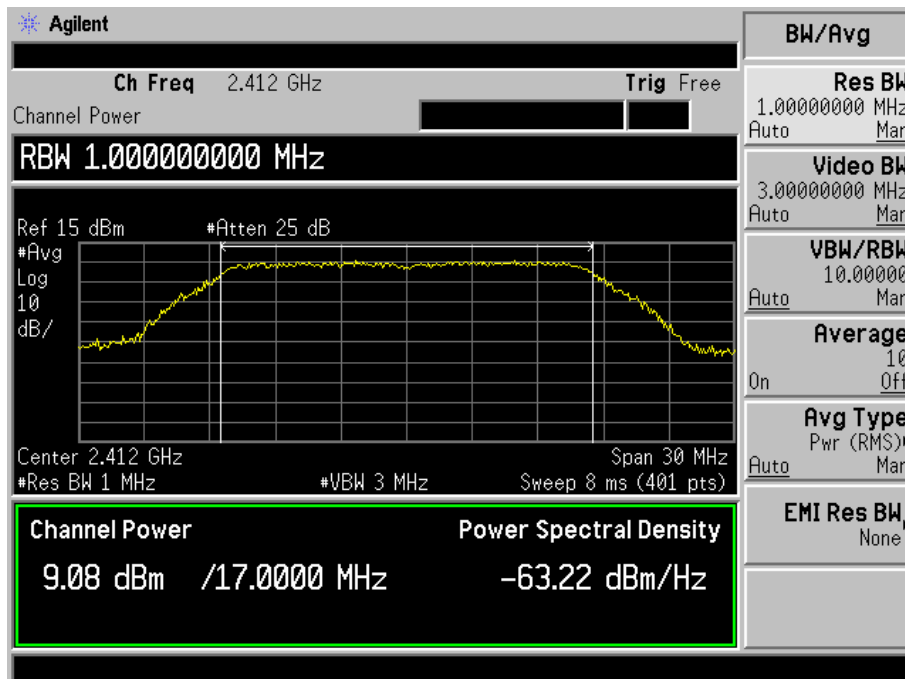 Agilent
Ch Freq 2.412 GHz Trig Free
Channel Power
RBW 1.000000000 MHz
Ref 15 dBm #Atten 25 dB
#Avg
Log
10
dB/
Center 2.412 GHz Span 30 MHz
#Res BW 1 MHz #VBW 3 MHz Sweep 8 ms (401 pts)
Channel Power Power Spectral Density
9.08 dBm /17.0000 MHz -63.22 dBm/Hz
BW/Avg
Res BW
1.00000000 MHz
Auto Man
Video BW
3.00000000 MHz
Auto Man
VBW/RBW
10.00000
Auto Man
Average
10
On Off
Avg Type
Pwr (RMS)
Auto Man
EMI Res BW
None